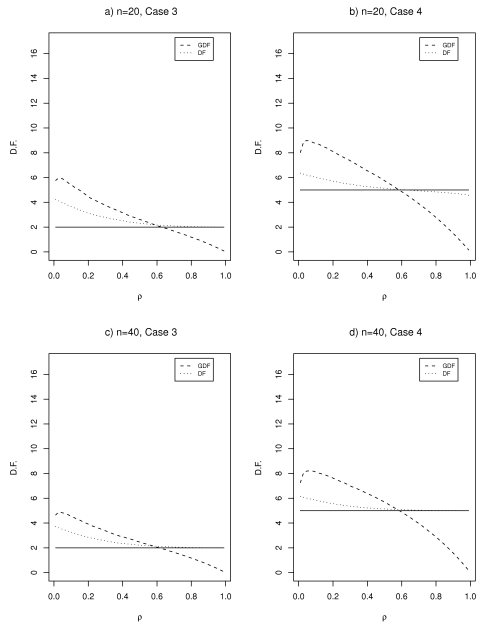 a) n=20, Case 3
GDF
DF
D.F.
0 2 4 6 8 10 12 14 16
0.0 0.2 0.4 0.6 0.8 1.0
ρ
b) n=20, Case 4
GDF
DF
D.F.
0 2 4 6 8 10 12 14 16
0.0 0.2 0.4 0.6 0.8 1.0
ρ
c) n=40, Case 3
GDF
DF
D.F.
0 2 4 6 8 10 12 14 16
0.0 0.2 0.4 0.6 0.8 1.0
ρ
d) n=40, Case 4
GDF
DF
D.F.
0 2 4 6 8 10 12 14 16
0.0 0.2 0.4 0.6 0.8 1.0
ρ